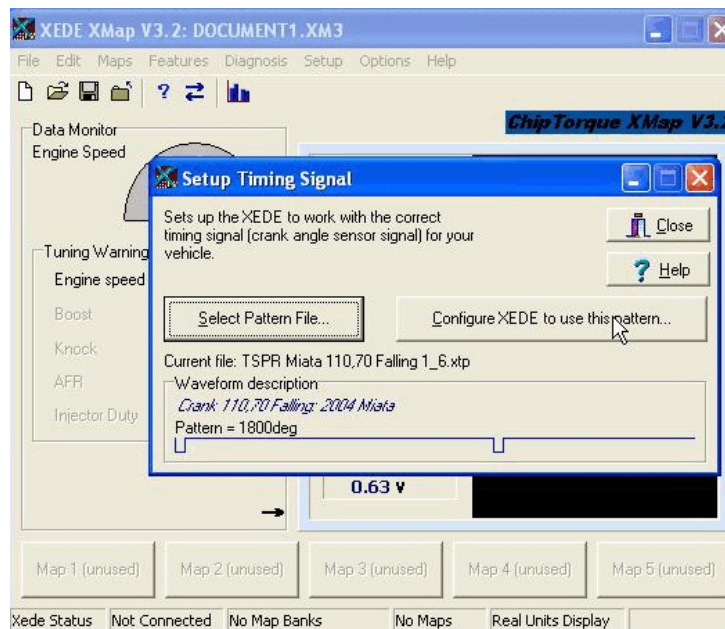 XEDE XMap V3.2: DOCUMENT1.XM3
File Edit Maps Features Diagnosis Setup Options Help
ChipTorque XMap V3.2
Data Monitor
Engine Speed
Setup Timing Signal
Sets up the XEDE to work with the correct
timing signal (crank angle sensor signal) for your
vehicle.
Close
Help
Tuning Warning
Engine speed
Boost
Knock
AFR
Injector Duty
Select Pattern File...
Configure XEDE to use this pattern...
Current file: TSPR Miata 110,70 Falling 1_6.xtp
Waveform description
Crank 110,70 Falling: 2004 Miata
Pattern = 1800deg
0.63 v
Map 1 (unused)
Map 2 (unused)
Map 3 (unused)
Map 4 (unused)
Map 5 (unused)
Xede Status Not Connected No Map Banks No Maps Real Units Display